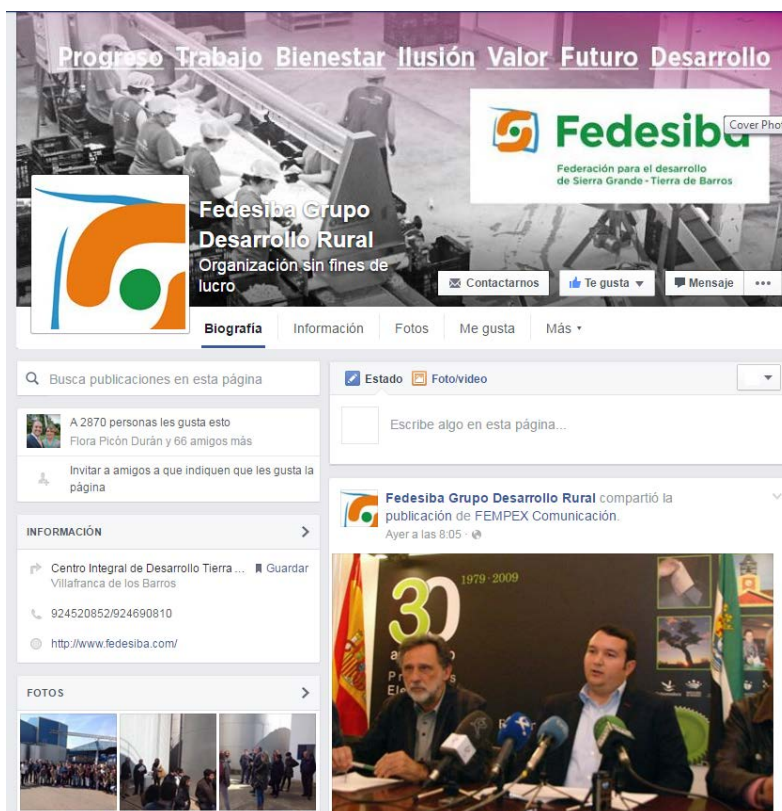 Progreso Trabajo Bienestar Ilusión Valor Futuro Desarrollo
Fedesiba
Cover Phot
Federación para el desarrollo
de Sierra Grande - Tierra de Barros
Fedesiba Grupo
Desarrollo Rural
Organización sin fines de
lucro
Contactarnos
Te gusta
Mensaje
Biografía Información Fotos Me gusta Más
Busca publicaciones en esta página
A 2870 personas les gusta esto
Flora Picón Durán y 66 amigos más
Invitar a amigos a que indiquen que les gusta la
página
INFORMACIÓN
Centro Integral de Desarrollo Tierra ... Guardar
Villafranca de los Barros
924520852/924690810
http://www.fedesiba.com/
FOTOS
Estado Foto/video
Escribe algo en esta página...
Fedesiba Grupo Desarrollo Rural compartió la
publicación de FEMPEX Comunicación.
Ayer a las 8:05
1979-2009
30